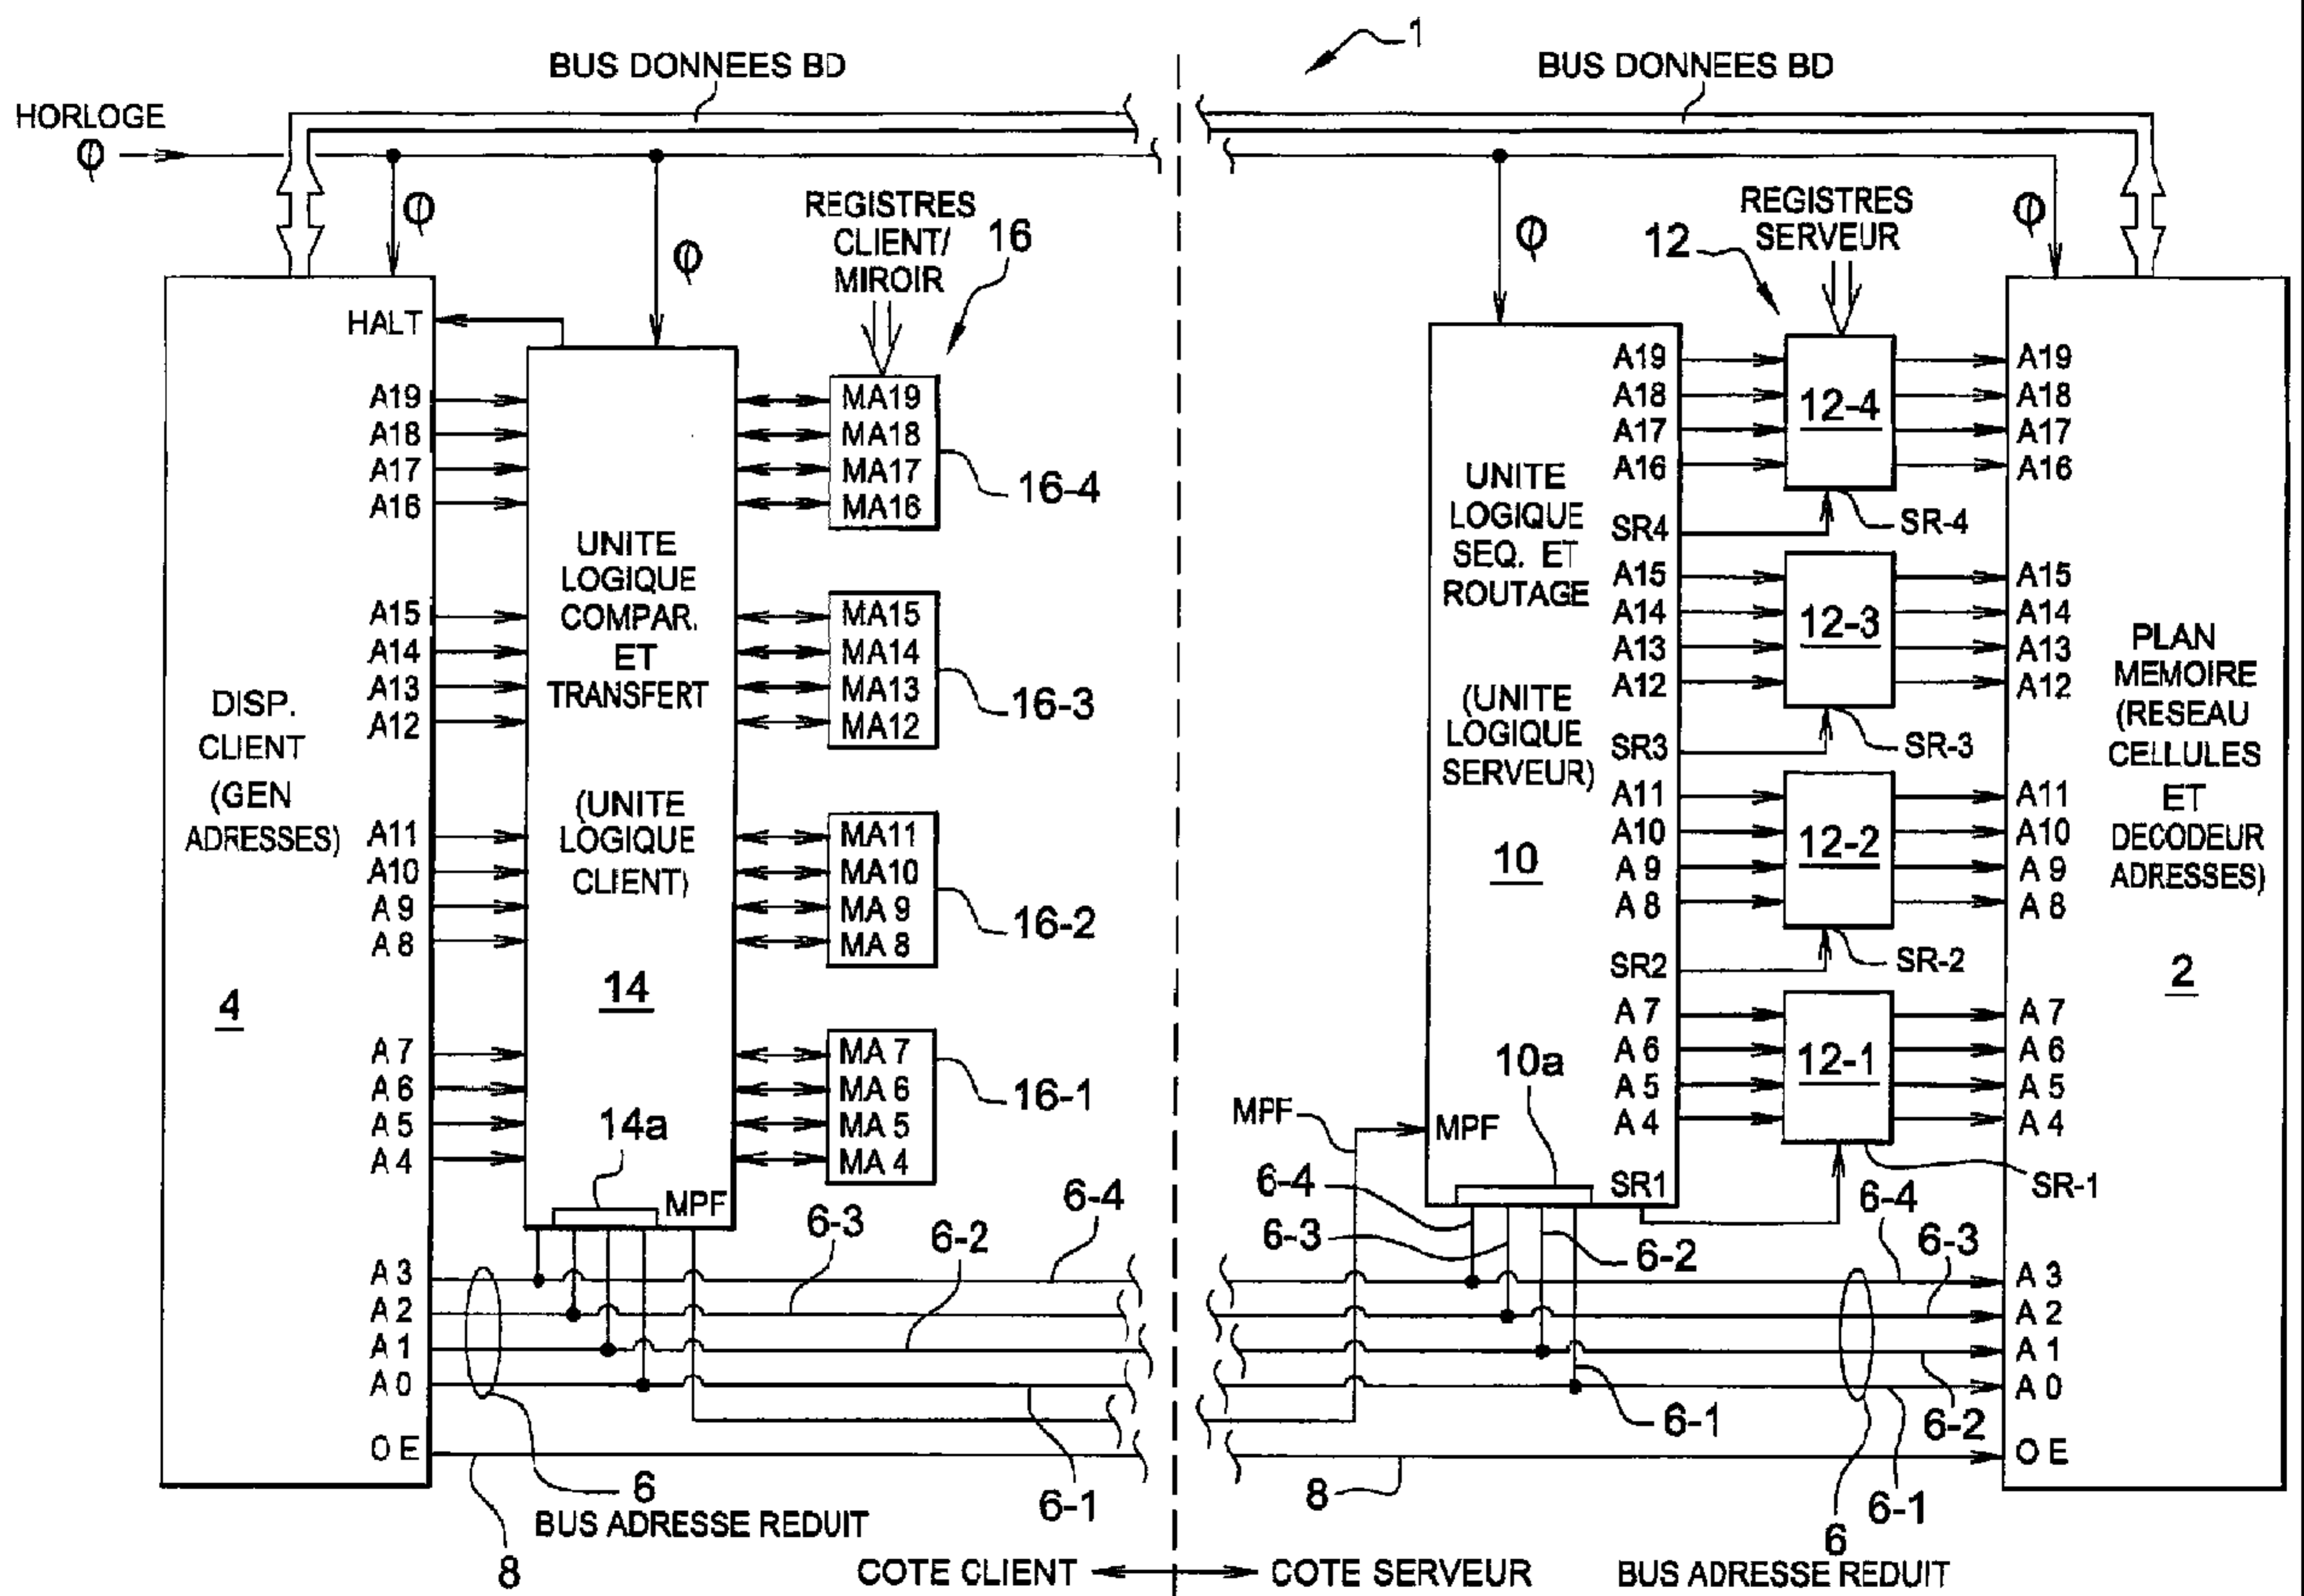 1
BUS DONNEES BD
BUS DONNEES BD
HORLOGE
φ
φ
φ
φ
φ
REGISTRES
CLIENT/
MIROIR
16
REGISTRES
SERVEUR
12
HALT
A19
A18
A17
A16
A15
A14
A13
A12
A11
A10
A 9
A 8
A 7
A 6
A 5
A 4
A 3
A 2
A 1
A 0
O E
DISP.
CLIENT
(GEN
ADRESSES)
4
UNITE
LOGIQUE
COMPAR.
ET
TRANSFERT
(UNITE
LOGIQUE
CLIENT)
14
14a
MPF
MA19
MA18
MA17
MA16
16-4
MA15
MA14
MA13
MA12
16-3
MA11
MA10
MA 9
MA 8
16-2
MA 7
MA 6
MA 5
MA 4
16-1
6-4
6-3
6-2
6-1
6
BUS ADRESSE REDUIT
8
COTE CLIENT
COTE SERVEUR
UNITE
LOGIQUE
SEQ. ET
ROUTAGE
(UNITE
LOGIQUE
SERVEUR)
10
10a
MPF
MPF
A19
A18
A17
A16
SR4
A15
A14
A13
A12
SR3
A11
A10
A 9
A 8
SR2
A 7
A 6
A 5
A 4
SR1
12-4
SR-4
12-3
SR-3
12-2
SR-2
12-1
SR-1
A19
A18
A17
A16
A15
A14
A13
A12
A11
A10
A 9
A 8
A 7
A 6
A 5
A 4
A 3
A 2
A 1
A 0
O E
PLAN
MEMOIRE
(RESEAU
CELLULES
ET
DECODEUR
ADRESSES)
2
6-4
6-3
6-2
6-1
6-4
6-3
6-2
6-1
8
6
BUS ADRESSE REDUIT